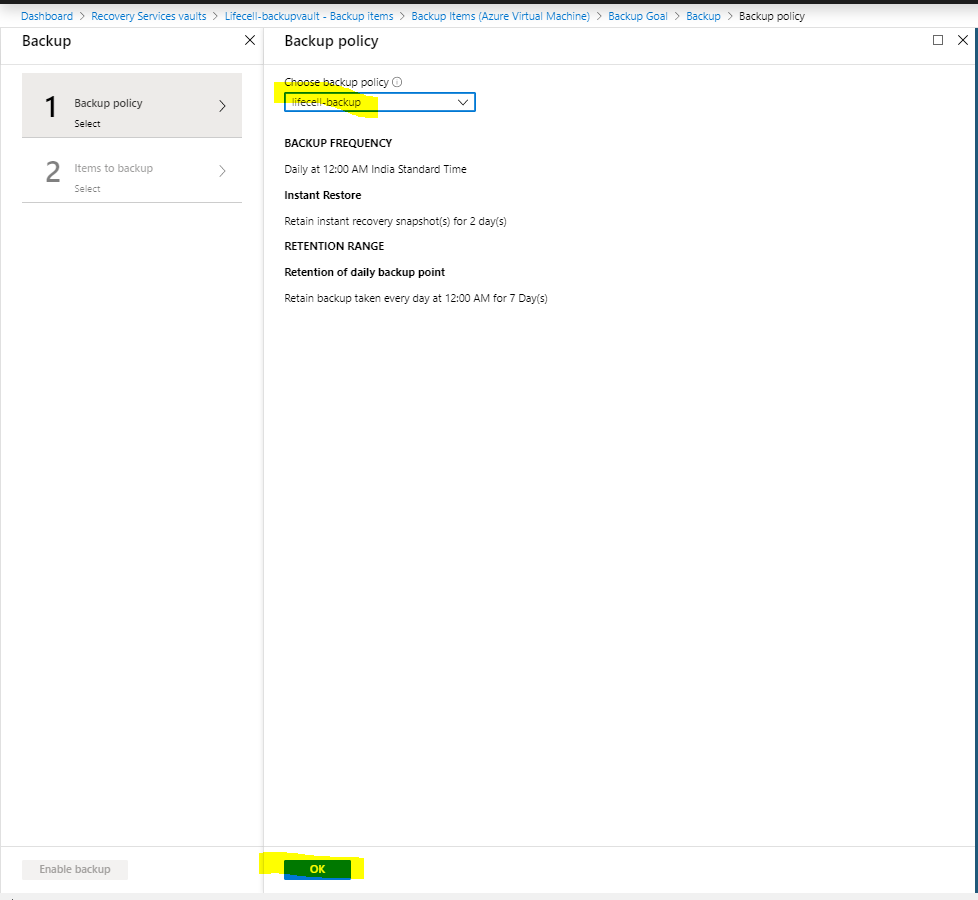 Dashboard > Recovery Services vaults > Lifecell-backupvault - Backup items > Backup Items (Azure Virtual Machine) > Backup Goal > Backup > Backup policy
Backup
1
Backup policy
Select
2
Items to backup
Select
Enable backup
Backup policy
Choose backup policy
lifecell-backup
BACKUP FREQUENCY
Daily at 12:00 AM India Standard Time
Instant Restore
Retain instant recovery snapshot(s) for 2 day(s)
RETENTION RANGE
Retention of daily backup point
Retain backup taken every day at 12:00 AM for 7 Day(s)
OK